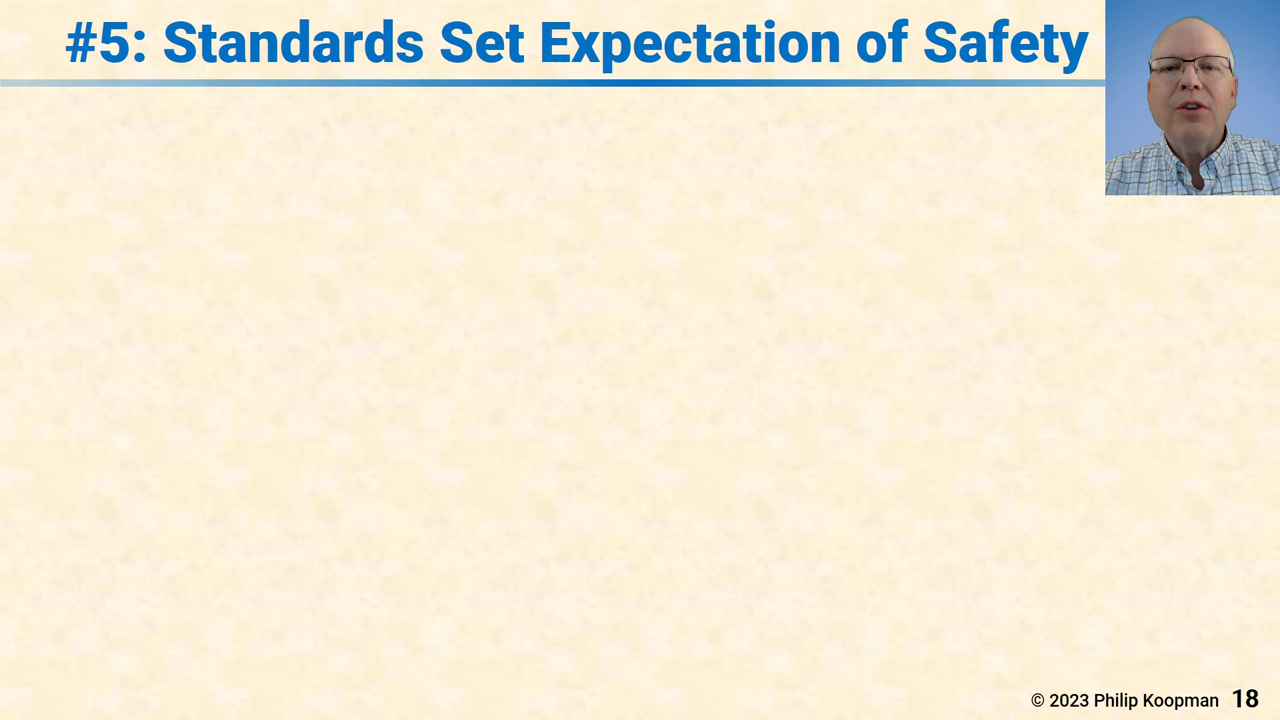 #5: Standards Set Expectation of Safety
© 2023 Philip Koopman 18